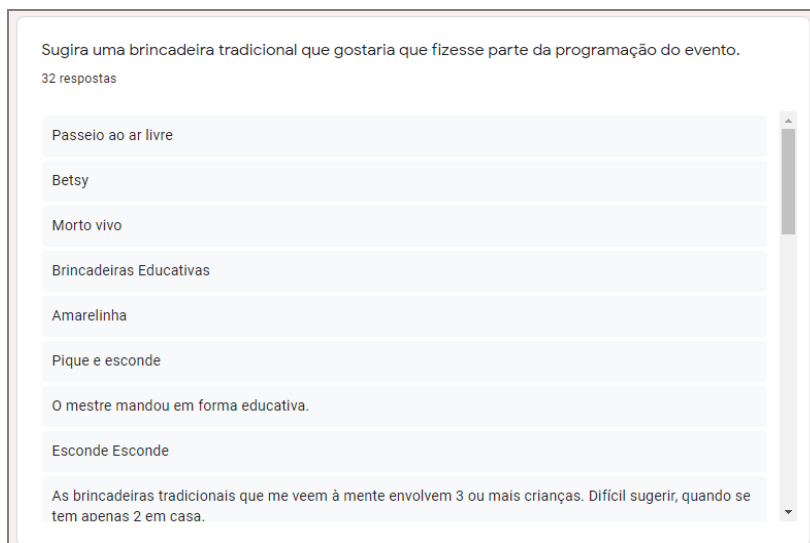 Sugira uma brincadeira tradicional que gostaria que fizesse parte da programação do evento.
32 respostas
Passeio ao ar livre
Betsy
Morto vivo
Brincadeiras Educativas
Amarelinha
Pique e esconde
O mestre mandou em forma educativa.
Esconde Esconde
As brincadeiras tradicionais que me veem à mente envolvem 3 ou mais crianças. Difícil sugerir, quando se
tem apenas 2 em casa.